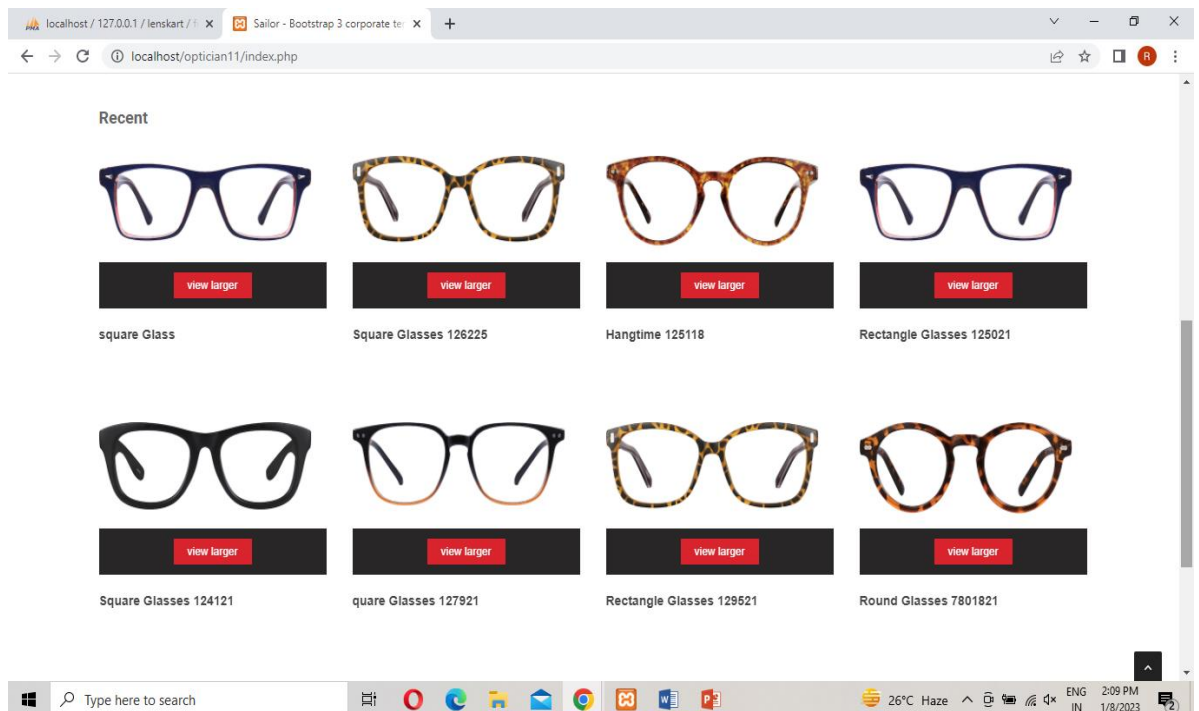 localhost / 127.0.0.1 / lenskart /
Sailor - Bootstrap 3 corporate te
localhost/optician11/index.php
R
Recent
view larger view larger view larger view larger
square Glass Square Glasses 126225 Hangtime 125118 Rectangle Glasses 125021
view larger view larger view larger view larger
Square Glasses 124121 quare Glasses 127921 Rectangle Glasses 129521 Round Glasses 7801821
Type here to search
26°C Haze
ENG
IN
2:09 PM
1/8/2023
2